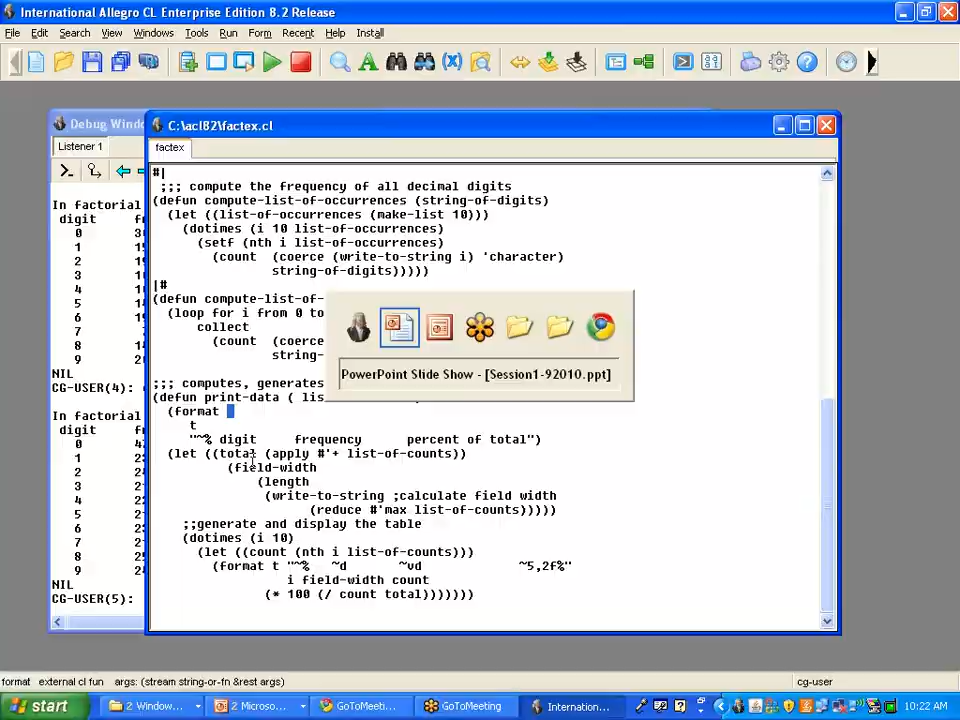 International Allegro CL Enterprise Edition 8.2 Release
File Edit Search View Windows Tools Run Form Recent Help Install
Debug Windo
Listener 1
In factorial
digit
0
1
2
3
4
5
6
7
8
9
NIL
CG-USER(4):
In factorial
digit
0
1
2
3
4
5
6
7
8
9
NIL
CG-USER(5):
C:\acl82\factex.cl
factex
#|
;;; compute the frequency of all decimal digits
(defun compute-list-of-occurrences (string-of-digits)
(let ((list-of-occurrences (make-list 10)))
(dotimes (i 10 list-of-occurrences)
(setf (nth i list-of-occurrences)
(count (coerce (write-to-string i) 'character)
string-of-digits)))))
|#
(defun compute-list-of-
(loop for i from 0 to
collect
(count (coerce
string-
;;; computes, generates
(defun print-data ( lis
(format
t
"~% digit frequency percent of total")
(let ((total (apply #'+ list-of-counts))
(field-width
(length
(write-to-string ;calculate field width
(reduce #'max list-of-counts)))))
;;generate and display the table
(dotimes (i 10)
(let ((count (nth i list-of-counts)))
(format t "~% ~d ~vd ~5,2f%"
i field-width count
(* 100 (/ count total)))))))
PowerPoint Slide Show - [Session1-92010.ppt]
format external cl fun args: (stream string-or-fn &rest args)
cg-user
start
2 Window...
2 Microso...
GoToMeeti...
GoToMeeting
Internation...
10:22 AM